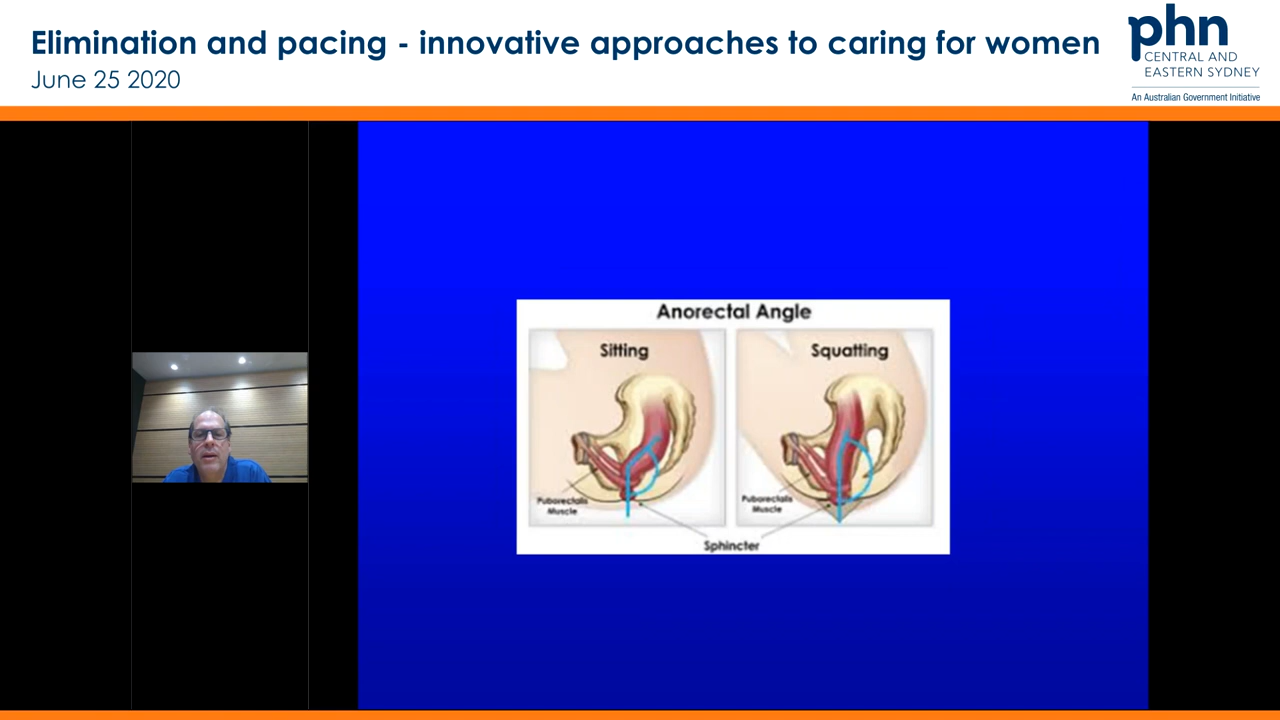 Elimination and pacing - innovative approaches to caring for women
June 25 2020
phn
CENTRAL AND
EASTERN SYDNEY
An Australian Government Initiative
Anorectal Angle
Sitting
Squatting
Puborectalis
Muscle
Puborectalis
Muscle
Sphincter